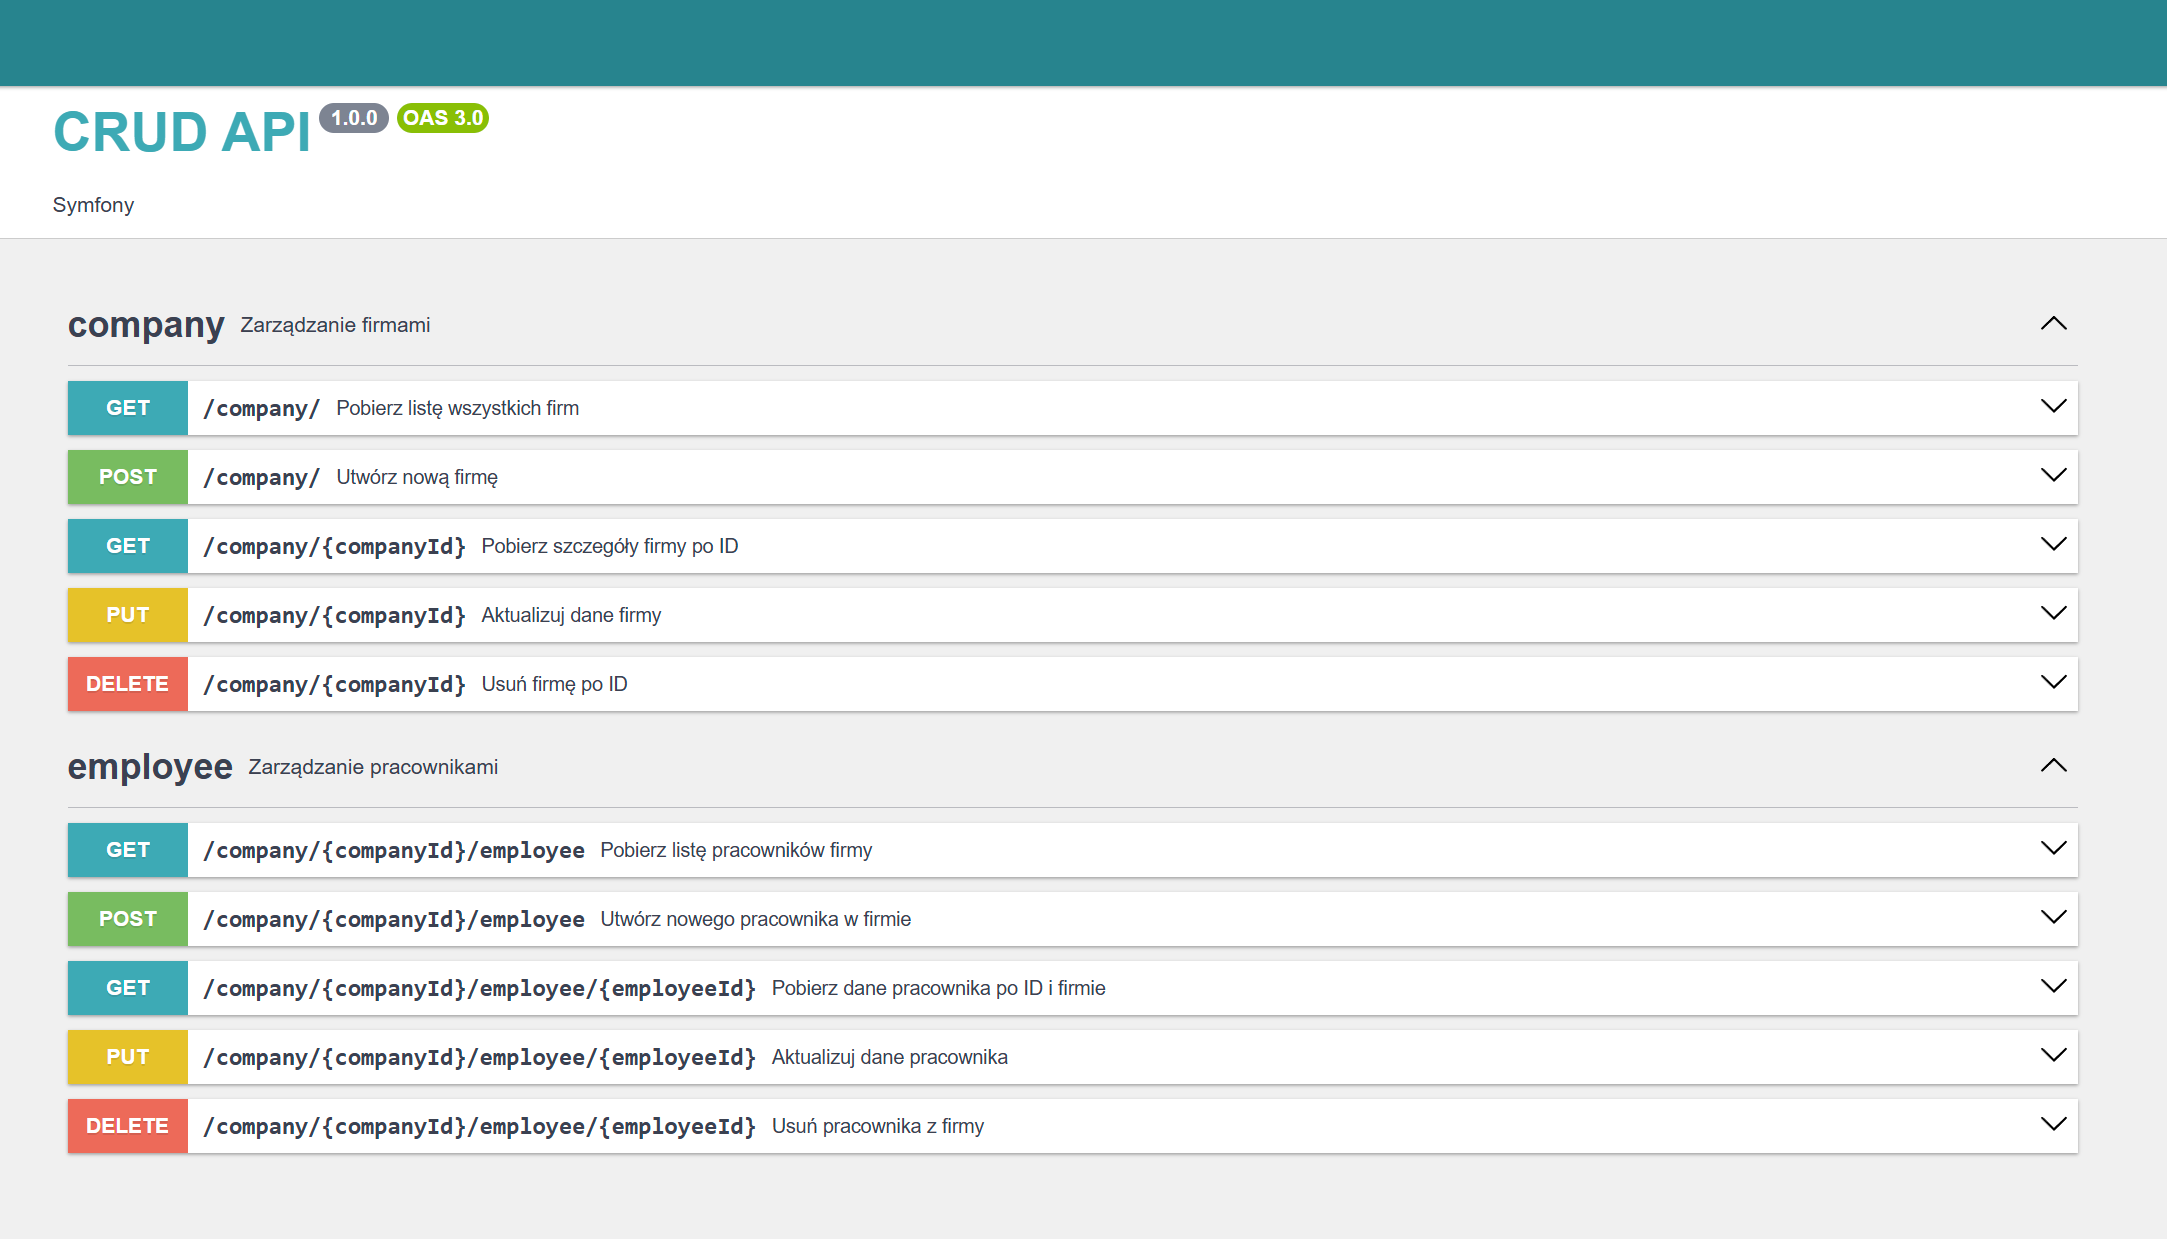 CRUD API 1.0.0 OAS 3.0
Symfony
company Zarządzanie firmami
GET /company/ Pobierz listę wszystkich firm
POST /company/ Utwórz nową firmę
GET /company/{companyId} Pobierz szczegóły firmy po ID
PUT /company/{companyId} Aktualizuj dane firmy
DELETE /company/{companyId} Usuń firmę po ID
employee Zarządzanie pracownikami
GET /company/{companyId}/employee Pobierz listę pracowników firmy
POST /company/{companyId}/employee Utwórz nowego pracownika w firmie
GET /company/{companyId}/employee/{employeeId} Pobierz dane pracownika po ID i firmie
PUT /company/{companyId}/employee/{employeeId} Aktualizuj dane pracownika
DELETE /company/{companyId}/employee/{employeeId} Usuń pracownika z firmy